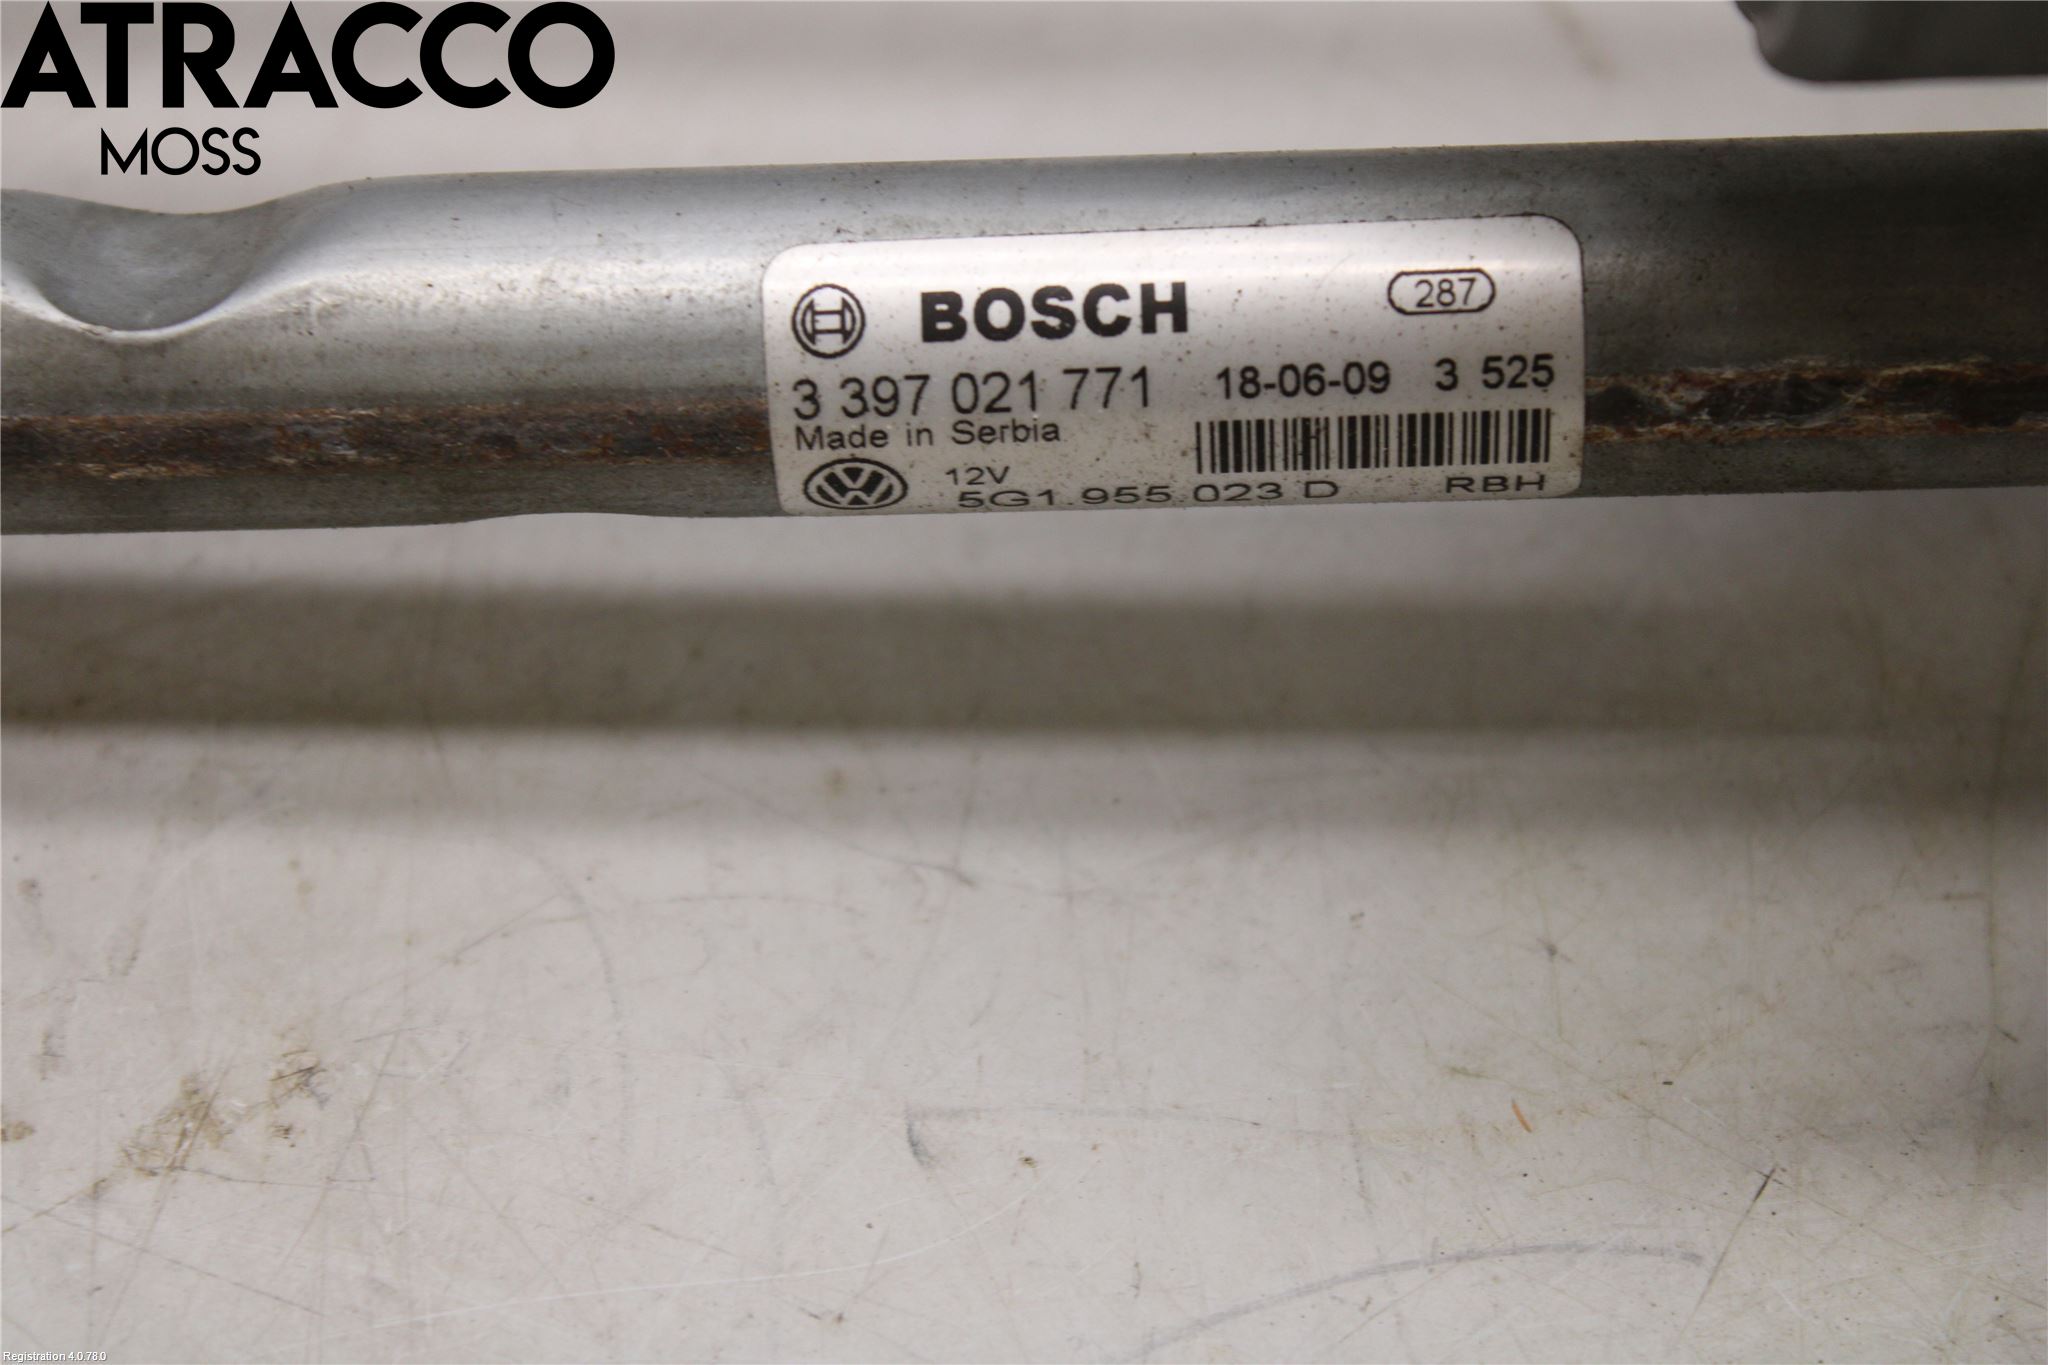 ATRACCO
MOSS
BOSCH
287
3 397 021 771 18-06-09 3 525
Made in Serbia
12V
5G1.955.023 D RBH
Registration 4.0.78.0